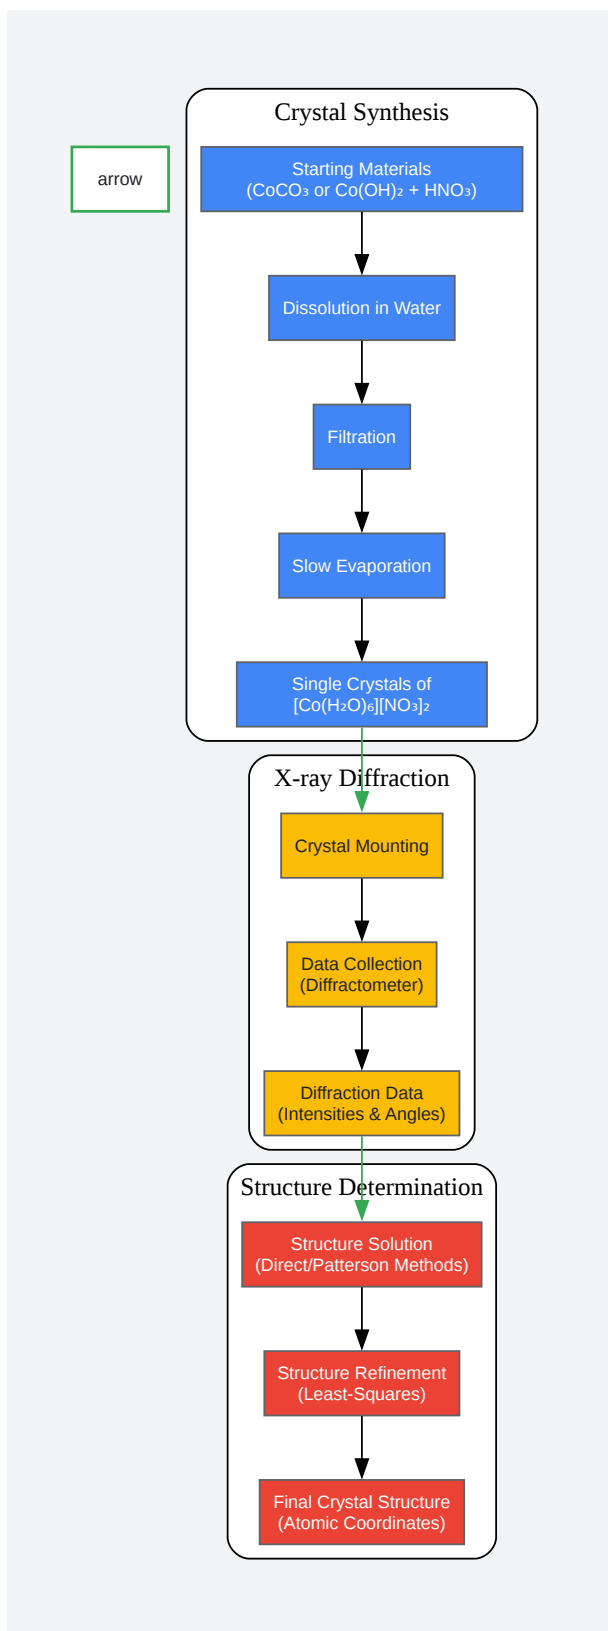 Crystal Synthesis
arrow
Starting Materials
(CoCO₃ or Co(OH)₂ + HNO₃)
Dissolution in Water
Filtration
Slow Evaporation
Single Crystals of
[Co(H₂O)₆][NO₃]₂
X-ray Diffraction
Crystal Mounting
Data Collection
(Diffractometer)
Diffraction Data
(Intensities & Angles)
Structure Determination
Structure Solution
(Direct/Patterson Methods)
Structure Refinement
(Least-Squares)
Final Crystal Structure
(Atomic Coordinates)